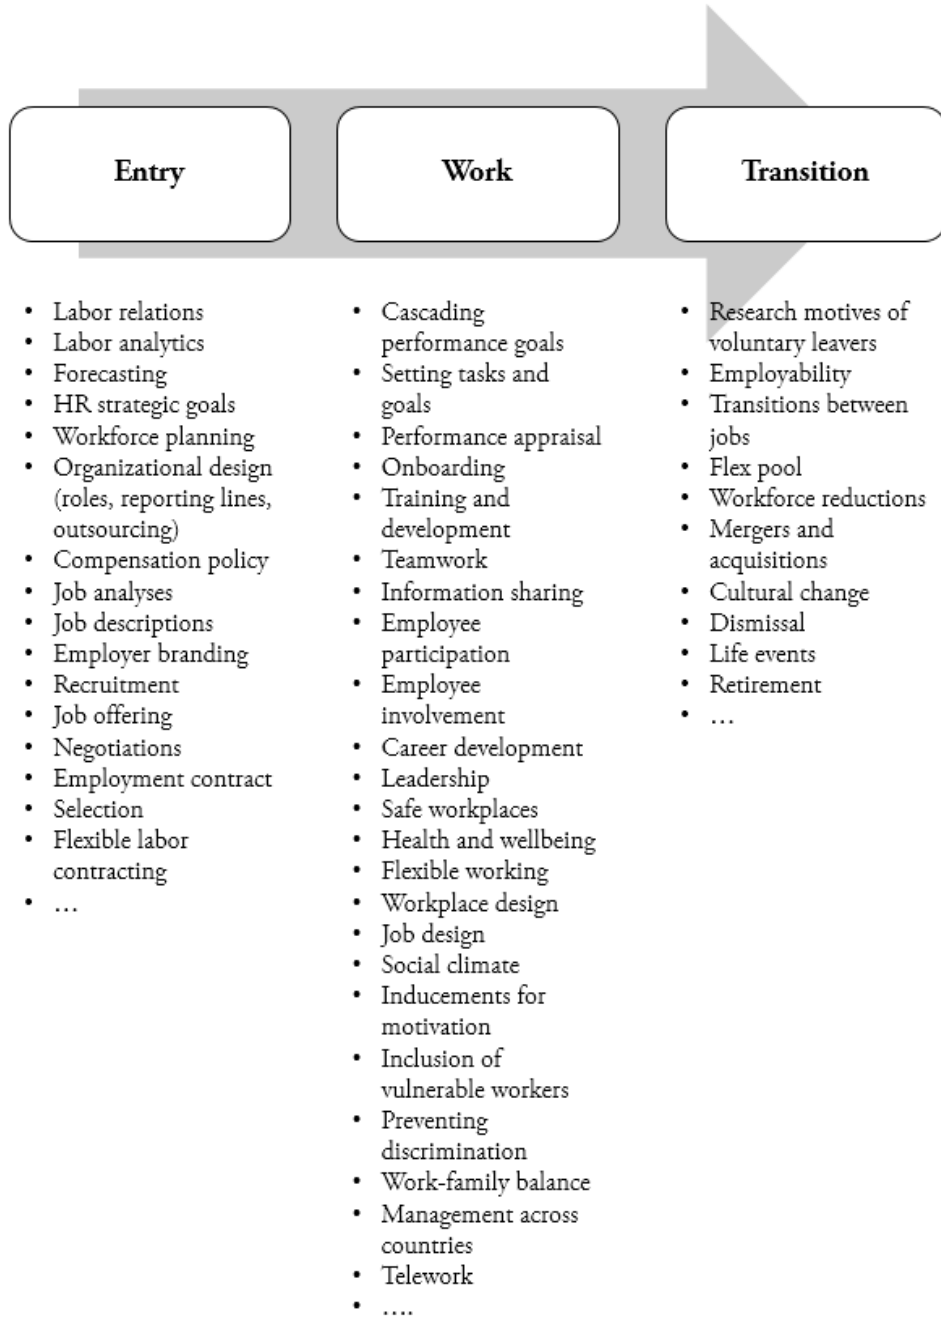 Entry
Work
Transition
• Labor relations
• Labor analytics
• Forecasting
• HR strategic goals
• Workforce planning
• Organizational design
(roles, reporting lines,
outsourcing)
• Compensation policy
• Job analyses
• Job descriptions
• Employer branding
• Recruitment
• Job offering
• Negotiations
• Employment contract
• Selection
• Flexible labor
contracting
• …
• Cascading
performance goals
• Setting tasks and
goals
• Performance appraisal
• Onboarding
• Training and
development
• Teamwork
• Information sharing
• Employee
participation
• Employee
involvement
• Career development
• Leadership
• Safe workplaces
• Health and wellbeing
• Flexible working
• Workplace design
• Job design
• Social climate
• Inducements for
motivation
• Inclusion of
vulnerable workers
• Preventing
discrimination
• Work-family balance
• Management across
countries
• Telework
• ….
• Research motives of
voluntary leavers
• Employability
• Transitions between
jobs
• Flex pool
• Workforce reductions
• Mergers and
acquisitions
• Cultural change
• Dismissal
• Life events
• Retirement
• …